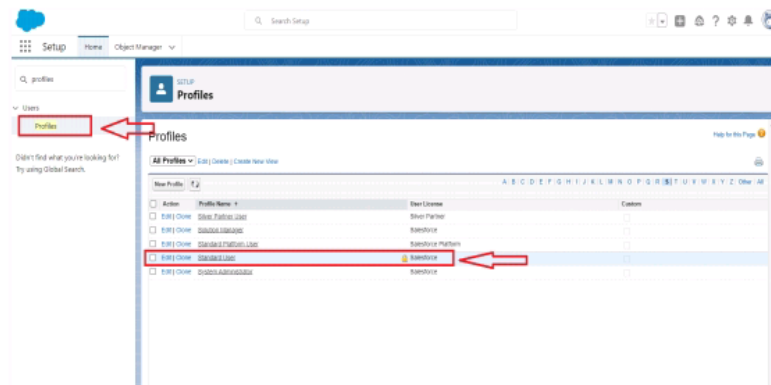 Search Setup
Setup Home Object Manager
profiles
Users
Profiles
Didn't find what you're looking for?
Try using Global Search.
SETUP
Profiles
Profiles
Help for this Page
All Profiles Edit | Delete | Create New View
New Profile
A B C D E F G H I J K L M N O P Q R S T U V W X Y Z Other All
Action Profile Name User License Custom
Edit | Clone Silver Partner User Silver Partner
Edit | Clone Solution Manager Salesforce
Edit | Clone Standard Platform User Salesforce Platform
Edit | Clone Standard User Salesforce
Edit | Clone System Administrator Salesforce